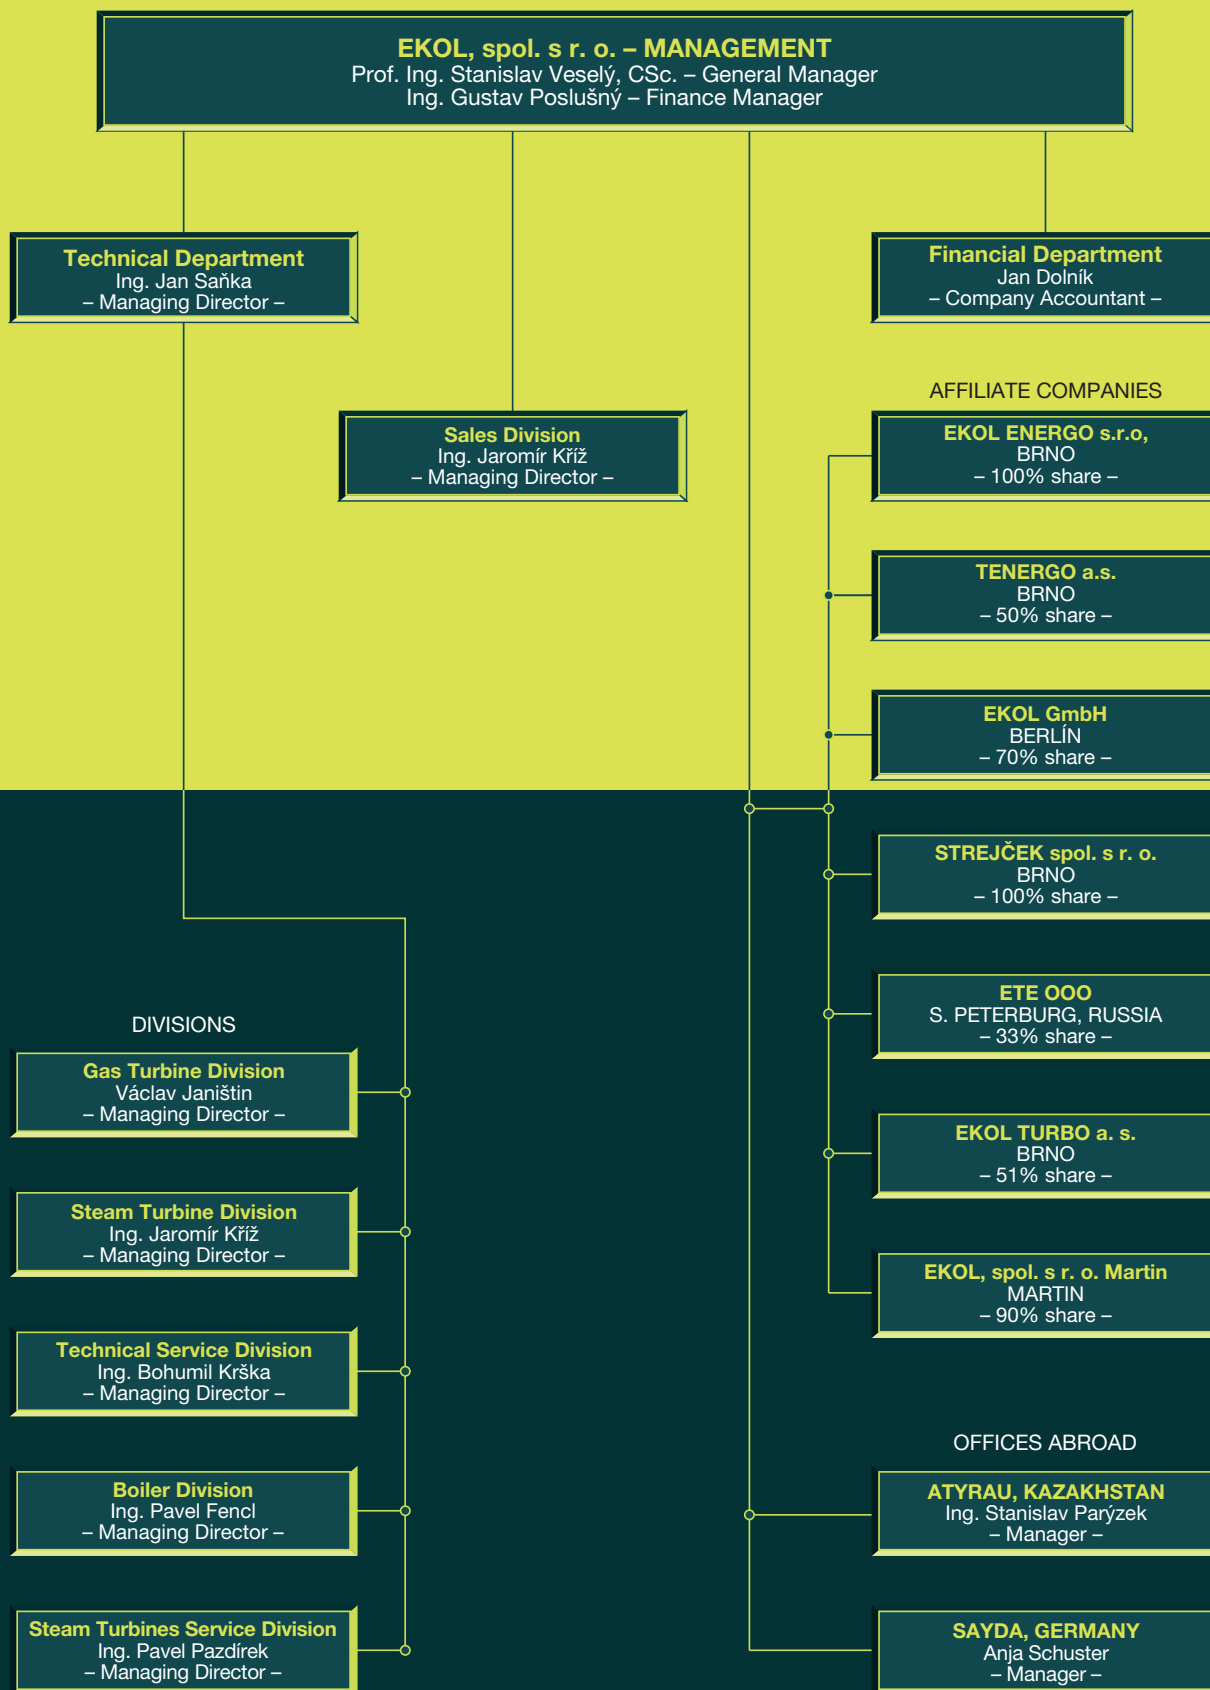 EKOL, spol. s r. o. – MANAGEMENT
Prof. Ing. Stanislav Veselý, CSc. – General Manager
Ing. Gustav Poslušný – Finance Manager
Technical Department
Ing. Jan Saňka
– Managing Director –
Financial Department
Jan Dolník
– Company Accountant –
Sales Division
Ing. Jaromír Kříž
– Managing Director –
AFFILIATE COMPANIES
EKOL ENERGO s.r.o,
BRNO
– 100% share –
TENERGO a.s.
BRNO
– 50% share –
EKOL GmbH
BERLÍN
– 70% share –
STREJČEK spol. s r. o.
BRNO
– 100% share –
ETE OOO
S. PETERBURG, RUSSIA
– 33% share –
EKOL TURBO a. s.
BRNO
– 51% share –
EKOL, spol. s r. o. Martin
MARTIN
– 90% share –
DIVISIONS
Gas Turbine Division
Václav Janištin
– Managing Director –
Steam Turbine Division
Ing. Jaromír Kříž
– Managing Director –
Technical Service Division
Ing. Bohumil Krška
– Managing Director –
Boiler Division
Ing. Pavel Fencl
– Managing Director –
Steam Turbines Service Division
Ing. Pavel Pazdírek
– Managing Director –
OFFICES ABROAD
ATYRAU, KAZAKHSTAN
Ing. Stanislav Parýzek
– Manager –
SAYDA, GERMANY
Anja Schuster
– Manager –